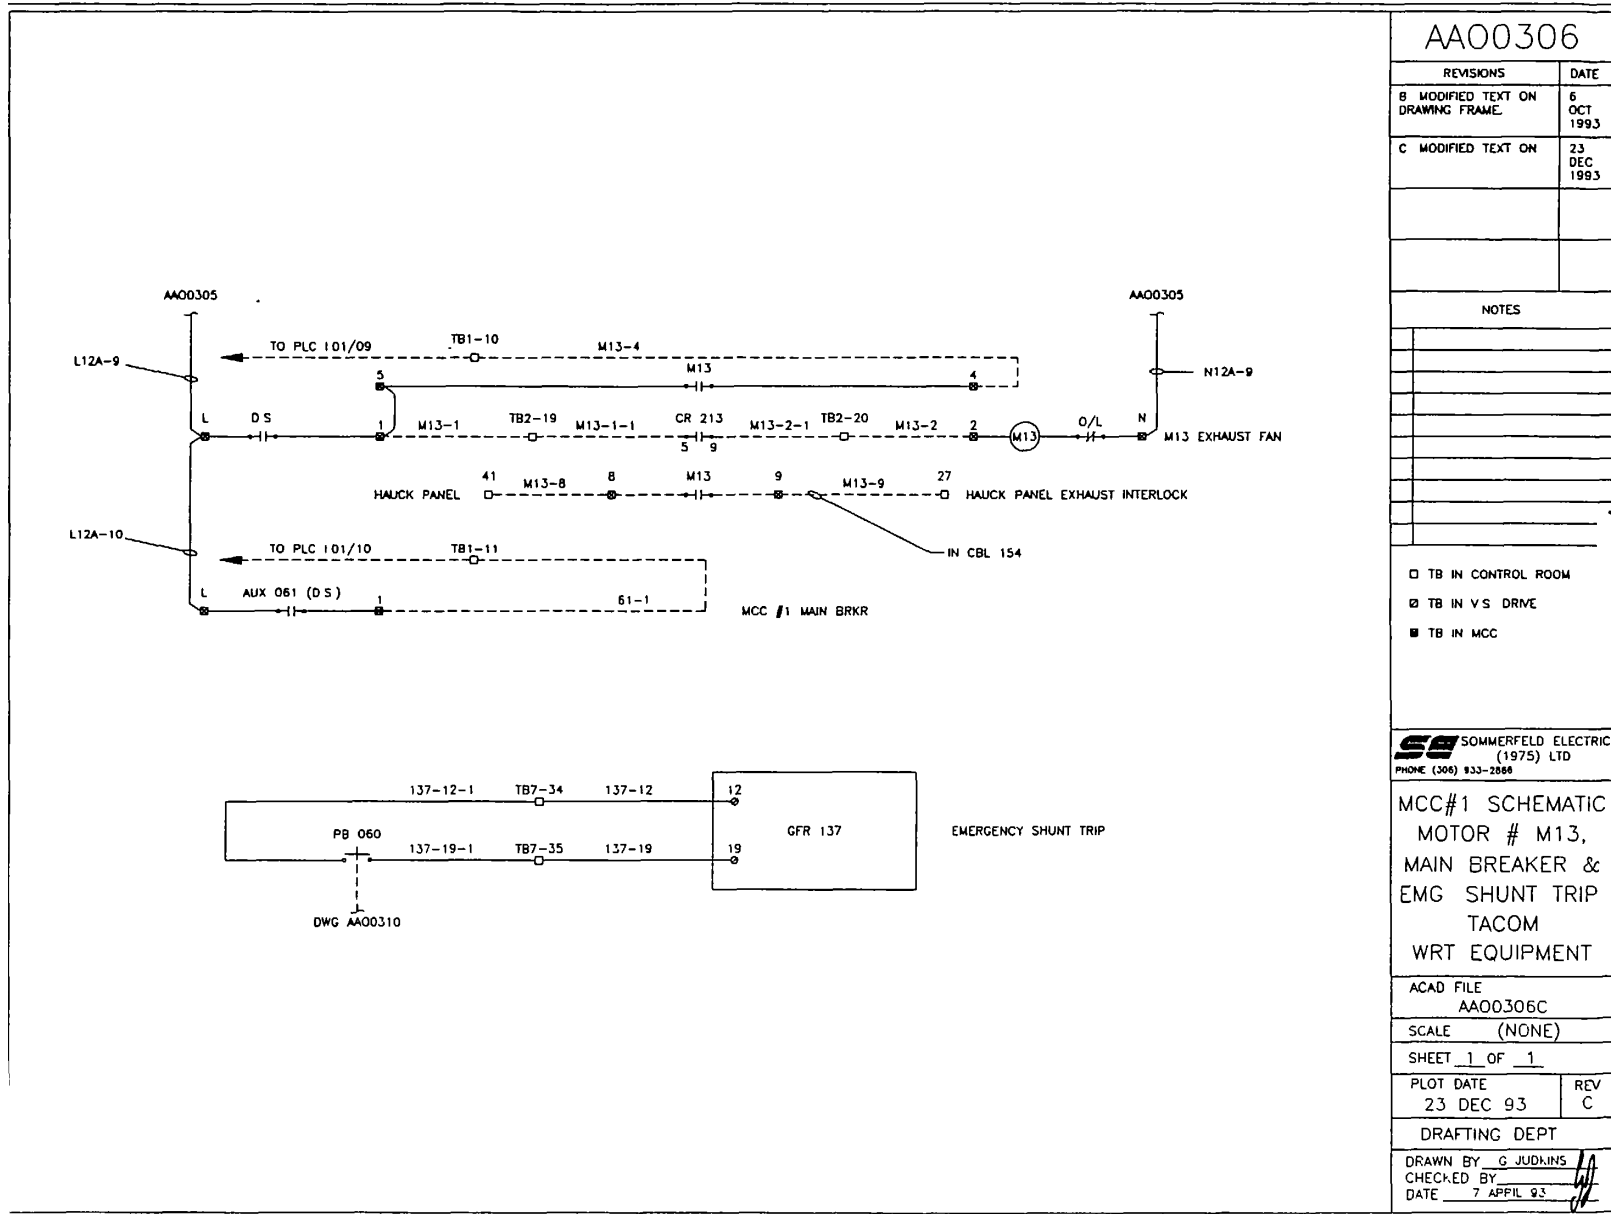 AA00306
REVISIONS DATE
B MODIFIED TEXT ON DRAWING FRAME. 6 OCT 1993
C MODIFIED TEXT ON 23 DEC 1993
NOTES
AA00305
AA00305
TO PLC I01/09 TB1-10 M13-4
L12A-9
5 M13 4
N12A-9
L DS 1 M13-1 TB2-19 M13-1-1 CR 213 M13-2-1 TB2-20 M13-2 2 M13 O/L N M13 EXHAUST FAN
5 9
HAUCK PANEL 41 M13-8 8 M13 9 M13-9 27 HAUCK PANEL EXHAUST INTERLOCK
L12A-10
TO PLC I01/10 TB1-11
IN CBL 154
L AUX 061 (DS) 1 61-1 MCC #1 MAIN BRKR
TB IN CONTROL ROOM
TB IN VS DRIVE
TB IN MCC
137-12-1 TB7-34 137-12 12
PB 060
GFR 137
EMERGENCY SHUNT TRIP
137-19-1 TB7-35 137-19 19
DWG AA00310
SOMMERFELD ELECTRIC
(1975) LTD
PHONE (306) 933-2866
MCC#1 SCHEMATIC
MOTOR # M13,
MAIN BREAKER &
EMG SHUNT TRIP
TACOM
WRT EQUIPMENT
ACAD FILE
AA00306C
SCALE (NONE)
SHEET 1 OF 1
PLOT DATE REV
23 DEC 93 C
DRAFTING DEPT
DRAWN BY G JUDKINS
CHECKED BY
DATE 7 APRIL 93